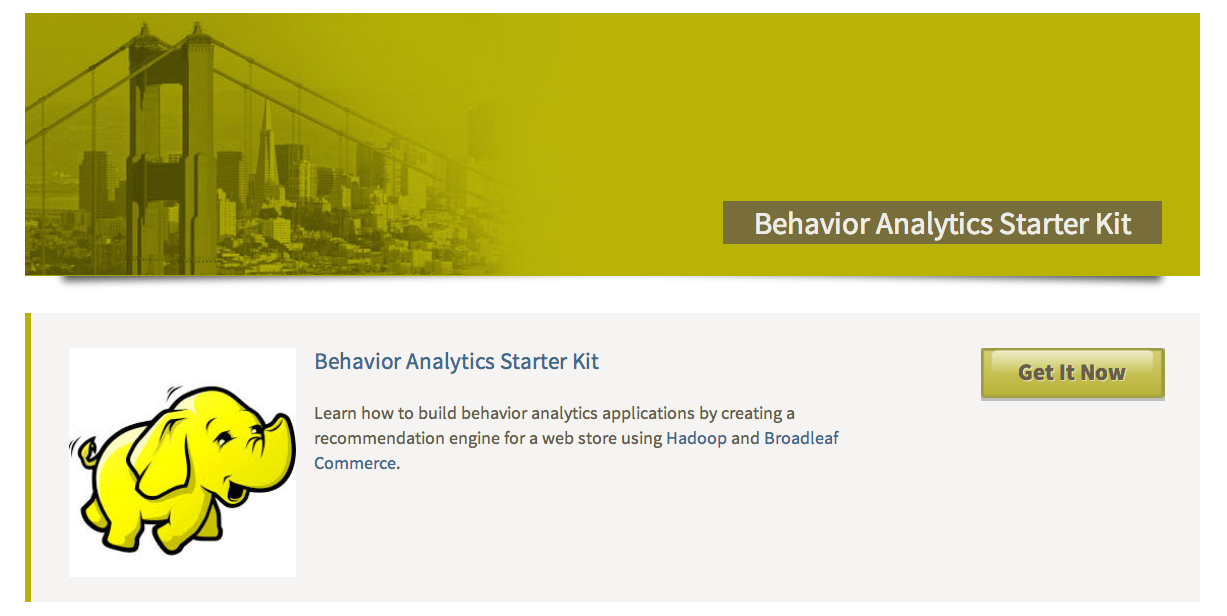 Behavior Analytics Starter Kit
Behavior Analytics Starter Kit
Get It Now
Learn how to build behavior analytics applications by creating a
recommendation engine for a web store using Hadoop and Broadleaf
Commerce.